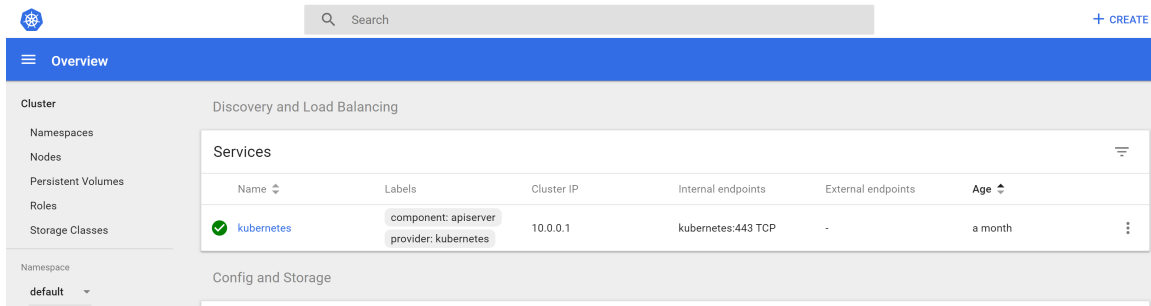 Search
+ CREATE
Overview
Cluster
Namespaces
Nodes
Persistent Volumes
Roles
Storage Classes
Namespace
default
Discovery and Load Balancing
Services
Name Labels Cluster IP Internal endpoints External endpoints Age
kubernetes component: apiserver 10.0.0.1 kubernetes:443 TCP - a month
provider: kubernetes
Config and Storage